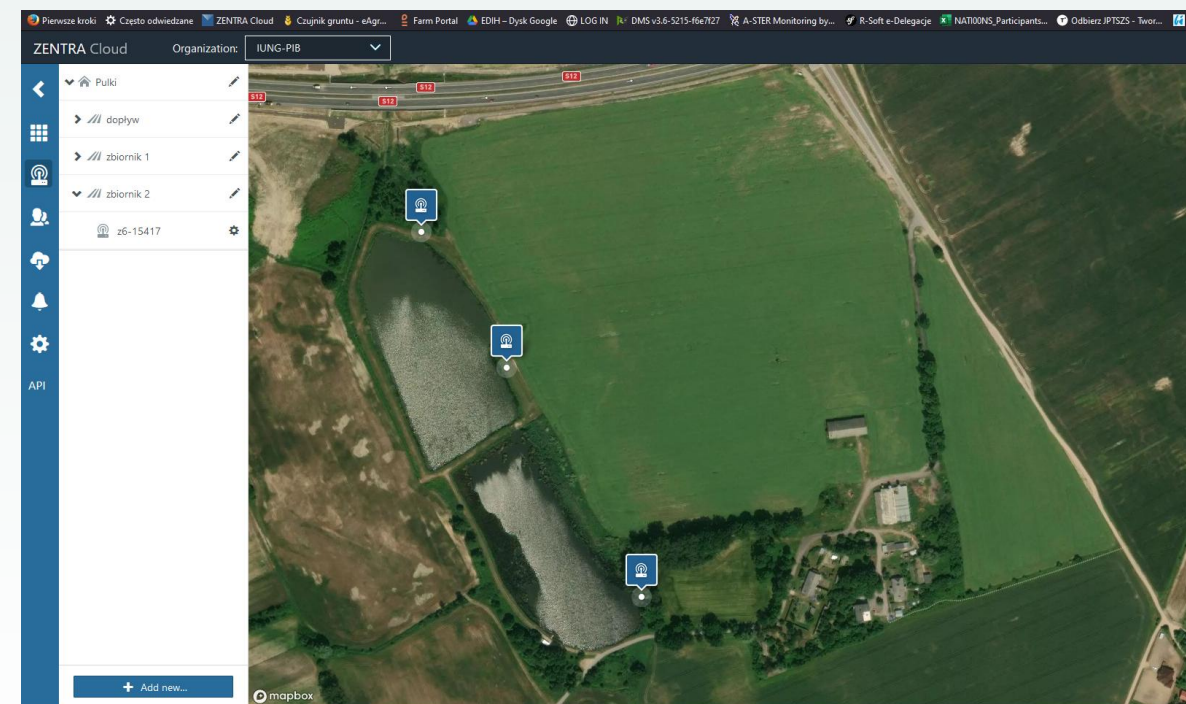 Pierwsze kroki Często odwiedzane ZENTRA Cloud Czujnik gruntu - eAgr... Farm Portal EDIH – Dysk Google LOG IN DMS v3.6-5215-f6e7f27 A-STER Monitoring by... R-Soft e-Delegacje NATI00NS_Participants... Odbierz JPTSZS - Twor...
ZENTRA Cloud Organization: IUNG-PIB
Pulki
dopływ
zbiornik 1
zbiornik 2
z6-15417
API
+ Add new...
S12
S12
S12
S12
mapbox